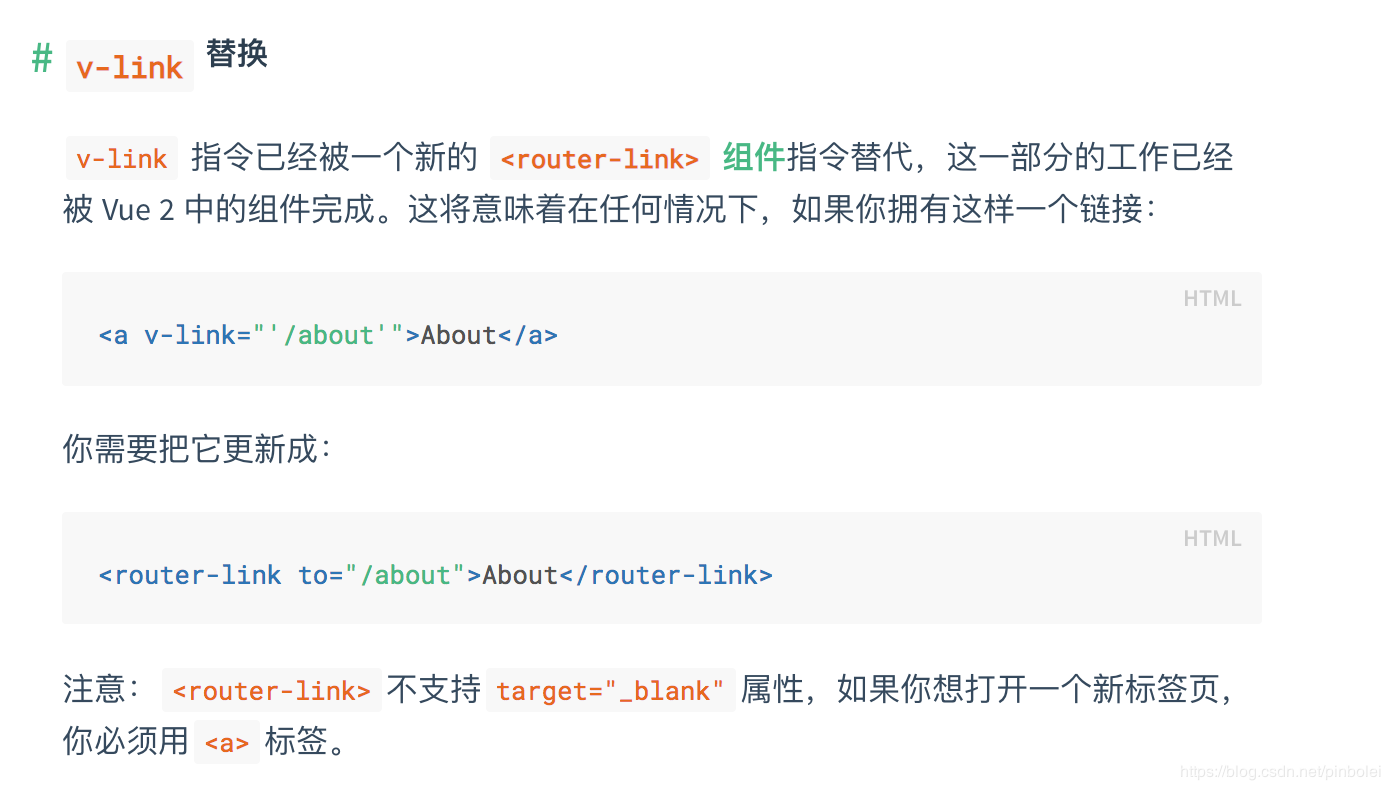 # v-link 替换
v-link 指令已经被一个新的 <router-link> 组件指令替代，这一部分的工作已经
被 Vue 2 中的组件完成。这将意味着在任何情况下，如果你拥有这样一个链接：
HTML
<a v-link="'/about'">About</a>
你需要把它更新成：
HTML
<router-link to="/about">About</router-link>
注意： <router-link> 不支持 target="_blank" 属性，如果你想打开一个新标签页，
你必须用 <a> 标签。
https://blog.csdn.net/pinbolei